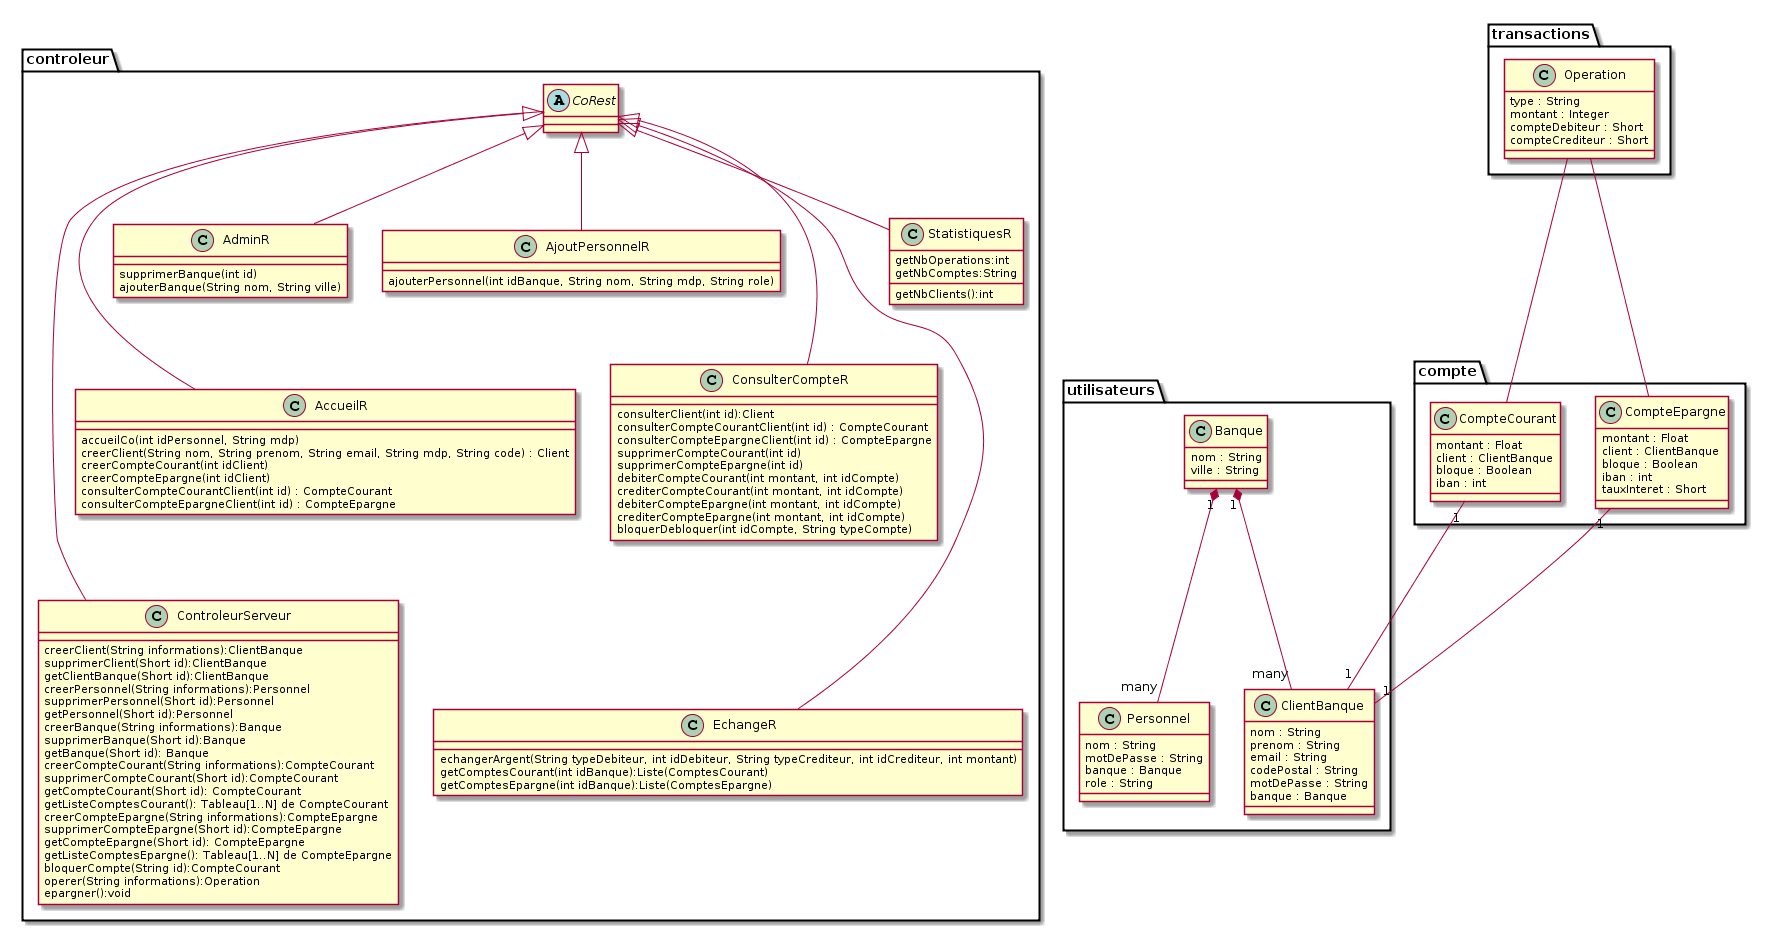 controleur
A CoRest
C AdminR
supprimerBanque(int id)
ajouterBanque(String nom, String ville)
C AjoutPersonnelR
ajouterPersonnel(int idBanque, String nom, String mdp, String role)
C StatistiquesR
getNbOperations:int
getNbComptes:String
getNbClients():int
C AccueilR
accueilCo(int idPersonnel, String mdp)
creerClient(String nom, String prenom, String email, String mdp, String code) : Client
creerCompteCourant(int idClient)
creerCompteEpargne(int idClient)
consulterCompteCourantClient(int id) : CompteCourant
consulterCompteEpargneClient(int id) : CompteEpargne
C ConsulterCompteR
consulterClient(int id):Client
consulterCompteCourantClient(int id) : CompteCourant
consulterCompteEpargneClient(int id) : CompteEpargne
supprimerCompteCourant(int id)
supprimerCompteEpargne(int id)
debiterCompteCourant(int montant, int idCompte)
crediterCompteCourant(int montant, int idCompte)
debiterCompteEpargne(int montant, int idCompte)
crediterCompteEpargne(int montant, int idCompte)
bloquerDebloquer(int idCompte, String typeCompte)
C ControleurServeur
creerClient(String informations):ClientBanque
supprimerClient(Short id):ClientBanque
getClientBanque(Short id):ClientBanque
creerPersonnel(String informations):Personnel
supprimerPersonnel(Short id):Personnel
getPersonnel(Short id):Personnel
creerBanque(String informations):Banque
supprimerBanque(Short id):Banque
getBanque(Short id): Banque
creerCompteCourant(String informations):CompteCourant
supprimerCompteCourant(Short id):CompteCourant
getCompteCourant(Short id): CompteCourant
getListeComptesCourant(): Tableau[1..N] de CompteCourant
creerCompteEpargne(String informations):CompteEpargne
supprimerCompteEpargne(Short id):CompteEpargne
getCompteEpargne(Short id): CompteEpargne
getListeComptesEpargne(): Tableau[1..N] de CompteEpargne
bloquerCompte(String id):CompteCourant
operer(String informations):Operation
epargner():void
C EchangeR
echangerArgent(String typeDebiteur, int idDebiteur, String typeCrediteur, int idCrediteur, int montant)
getComptesCourant(int idBanque):Liste(ComptesCourant)
getComptesEpargne(int idBanque):Liste(ComptesEpargne)
transactions
C Operation
type : String
montant : Integer
compteDebiteur : Short
compteCrediteur : Short
compte
C CompteCourant
montant : Float
client : ClientBanque
bloque : Boolean
iban : int
1
C CompteEpargne
montant : Float
client : ClientBanque
bloque : Boolean
iban : int
tauxInteret : Short
1
utilisateurs
C Banque
nom : String
ville : String
1
1
many
many
1
1
C Personnel
nom : String
motDePasse : String
banque : Banque
role : String
C ClientBanque
nom : String
prenom : String
email : String
codePostal : String
motDePasse : String
banque : Banque